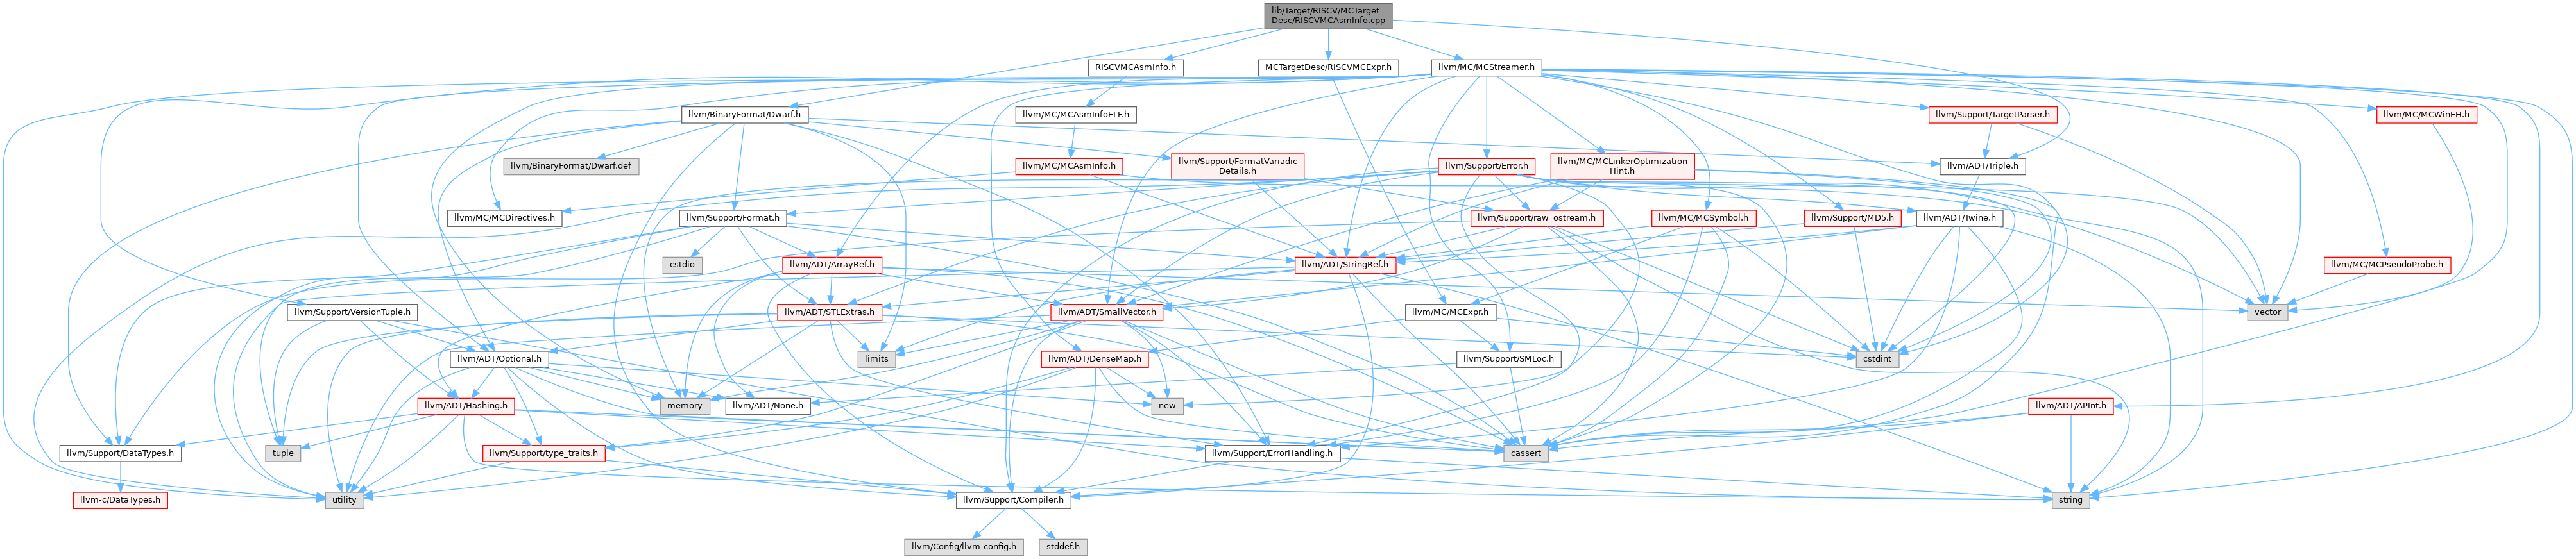 lib/Target/RISCV/MCTarget
Desc/RISCVMCAsmInfo.cpp
RISCVMCAsmInfo.h
MCTargetDesc/RISCVMCExpr.h
llvm/MC/MCStreamer.h
llvm/BinaryFormat/Dwarf.h
llvm/MC/MCAsmInfoELF.h
llvm/Support/TargetParser.h
llvm/MC/MCWinEH.h
llvm/BinaryFormat/Dwarf.def
llvm/MC/MCAsmInfo.h
llvm/Support/FormatVariadic
Details.h
llvm/Support/Error.h
llvm/MC/MCLinkerOptimization
Hint.h
llvm/ADT/Triple.h
llvm/MC/MCDirectives.h
llvm/Support/Format.h
llvm/Support/raw_ostream.h
llvm/MC/MCSymbol.h
llvm/Support/MD5.h
llvm/ADT/Twine.h
cstdio
llvm/ADT/ArrayRef.h
llvm/ADT/StringRef.h
llvm/MC/MCPseudoProbe.h
llvm/Support/VersionTuple.h
llvm/ADT/STLExtras.h
llvm/ADT/SmallVector.h
llvm/MC/MCExpr.h
vector
llvm/ADT/Optional.h
limits
llvm/ADT/DenseMap.h
llvm/Support/SMLoc.h
cstdint
llvm/ADT/Hashing.h
memory
llvm/ADT/None.h
new
llvm/ADT/APInt.h
llvm/Support/DataTypes.h
tuple
llvm/Support/type_traits.h
llvm/Support/ErrorHandling.h
cassert
llvm-c/DataTypes.h
utility
llvm/Support/Compiler.h
string
llvm/Config/llvm-config.h
stddef.h